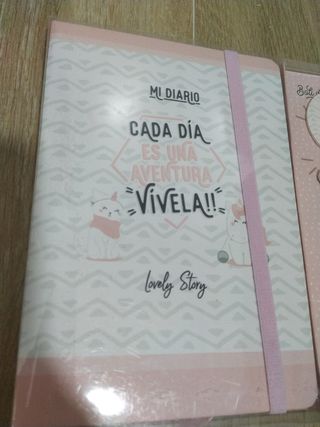 MI DIARIO
CADA DÍA
ES UNA
AVENTURA
VÍVELA!!
Lovely Story